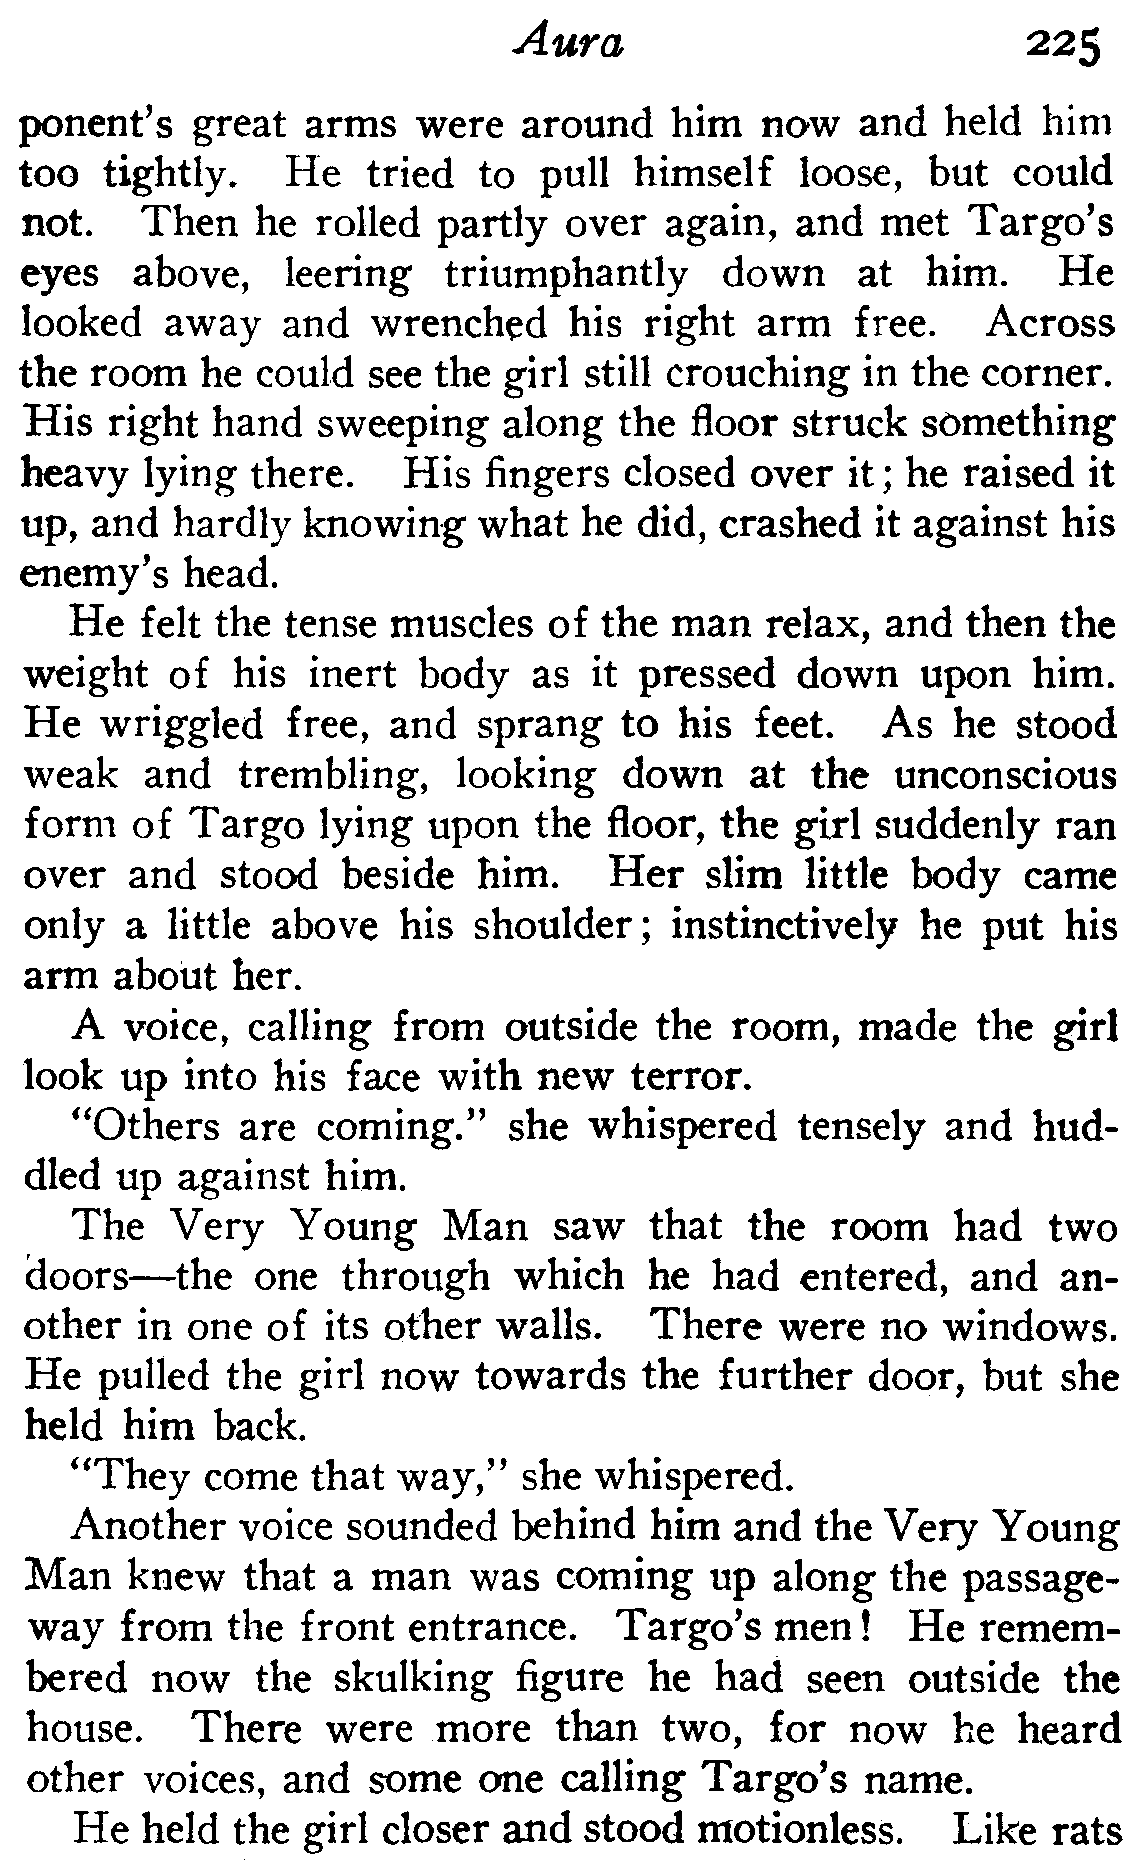 Aura 225
ponent's great arms were around him now and held him
too tightly. He tried to pull himself loose, but could
not. Then he rolled partly over again, and met Targo's
eyes above, leering triumphantly down at him. He
looked away and wrenched his right arm free. Across
the room he could see the girl still crouching in the corner.
His right hand sweeping along the floor struck something
heavy lying there. His fingers closed over it; he raised it
up, and hardly knowing what he did, crashed it against his
enemy's head.
He felt the tense muscles of the man relax, and then the
weight of his inert body as it pressed down upon him.
He wriggled free, and sprang to his feet. As he stood
weak and trembling, looking down at the unconscious
form of Targo lying upon the floor, the girl suddenly ran
over and stood beside him. Her slim little body came
only a little above his shoulder; instinctively he put his
arm about her.
A voice, calling from outside the room, made the girl
look up into his face with new terror.
"Others are coming." she whispered tensely and hud-
dled up against him.
The Very Young Man saw that the room had two
doors—the one through which he had entered, and an-
other in one of its other walls. There were no windows.
He pulled the girl now towards the further door, but she
held him back.
"They come that way," she whispered.
Another voice sounded behind him and the Very Young
Man knew that a man was coming up along the passage-
way from the front entrance. Targo's men! He remem-
bered now the skulking figure he had seen outside the
house. There were more than two, for now he heard
other voices, and some one calling Targo's name.
He held the girl closer and stood motionless. Like rats